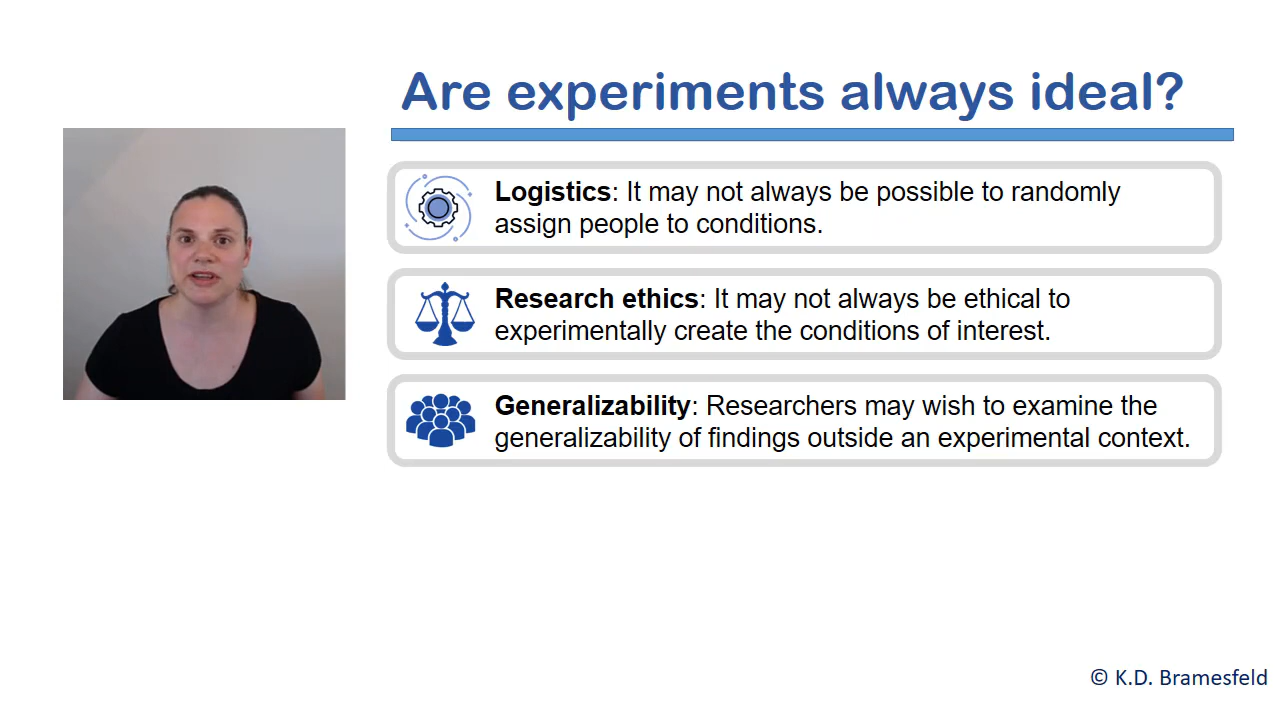 Are experiments always ideal?
Logistics: It may not always be possible to randomly
assign people to conditions.
Research ethics: It may not always be ethical to
experimentally create the conditions of interest.
Generalizability: Researchers may wish to examine the
generalizability of findings outside an experimental context.
© K.D. Bramesfeld